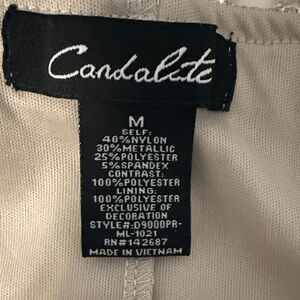 Candalite
M
SELF:
40%NYLON
30%METALLIC
25%POLYESTER
5%SPANDEX
CONTRAST:
100%POLYESTER
LINING:
100%POLYESTER
EXCLUSIVE OF
DECORATION
STYLE#:D9000PR-
ML-1021
RN#142687
MADE IN VIETNAM